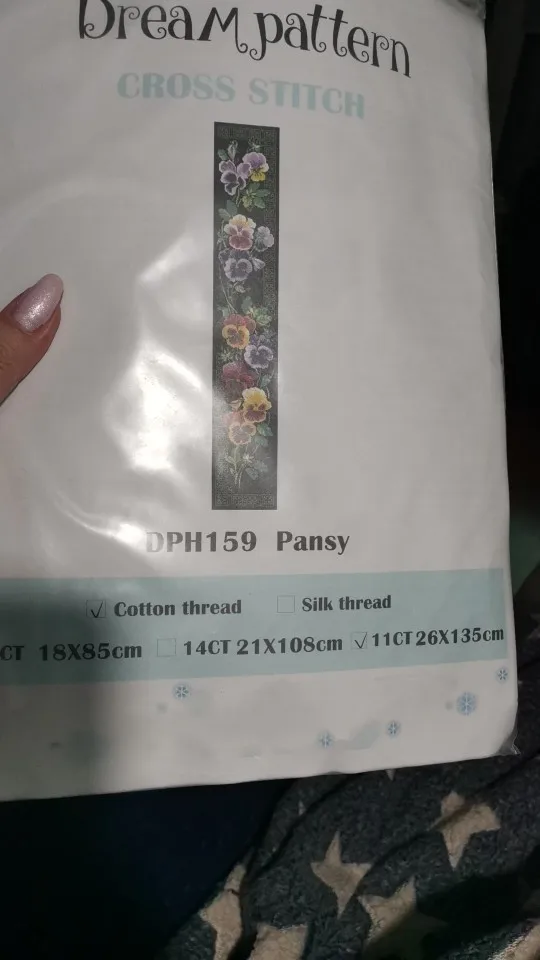 DreaM pattern
CROSS STITCH
DPH159 Pansy
Cotton thread Silk thread
CT 18X85cm 14CT 21X108cm 11CT 26X135cm